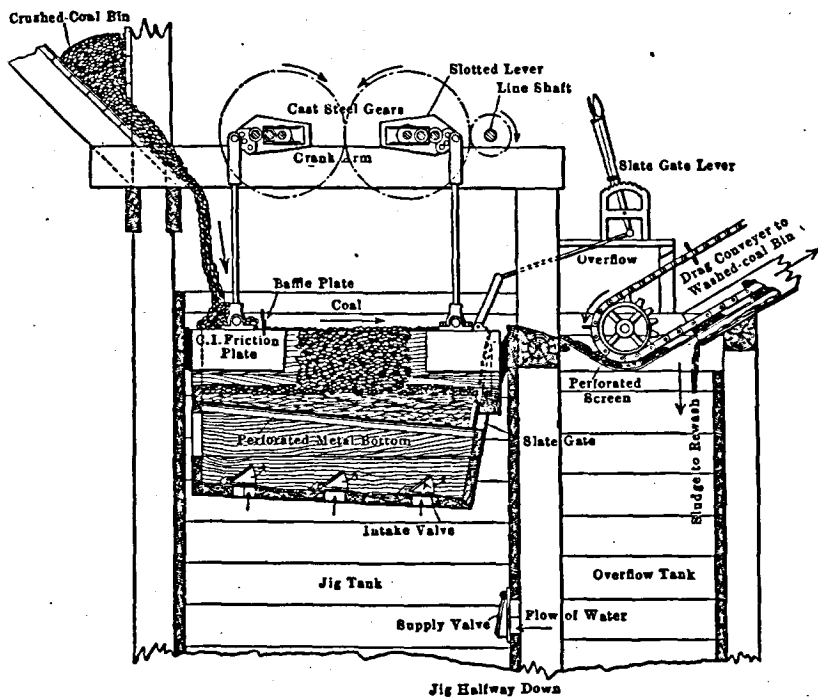 Crushed-Coal Bin
Slotted Lever
Line Shaft
Cast Steel Gears
Crank Arm
Slate Gate Lever
Drag Conveyer to
Washed-coal Bin
Overflow
Baffle Plate
Coal
C.I. Friction
Plate
Perforated
Screen
Perforated Metal Bottom
Slate Gate
Sludge to Rewash
Intake Valve
Jig Tank
Overflow Tank
Supply Valve
Flow of Water
Jig Halfway Down